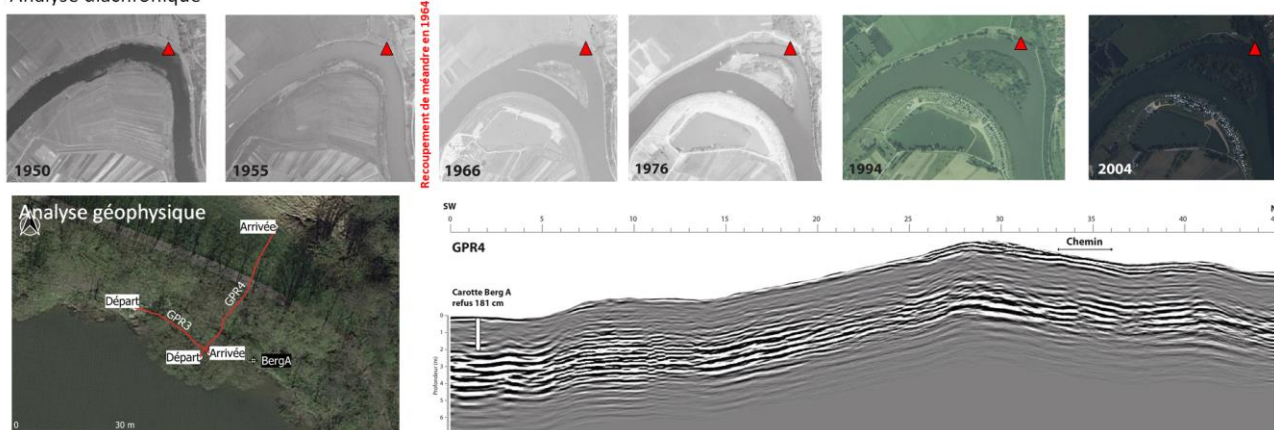 Analyse diachronique
1950
1955
Recoupement de méandre en 1964
1966
1976
1994
2004
Analyse géophysique
Arrivée
Départ
GPR3
GPR4
Départ
Arrivée
BergA
0
30 m
SW
0 5 10 15 20 25 30 35 40
GPR4
Chemin
Carotte Berg A
refus 181 cm
Profondeur (m)
0
1
2
3
4
5
6